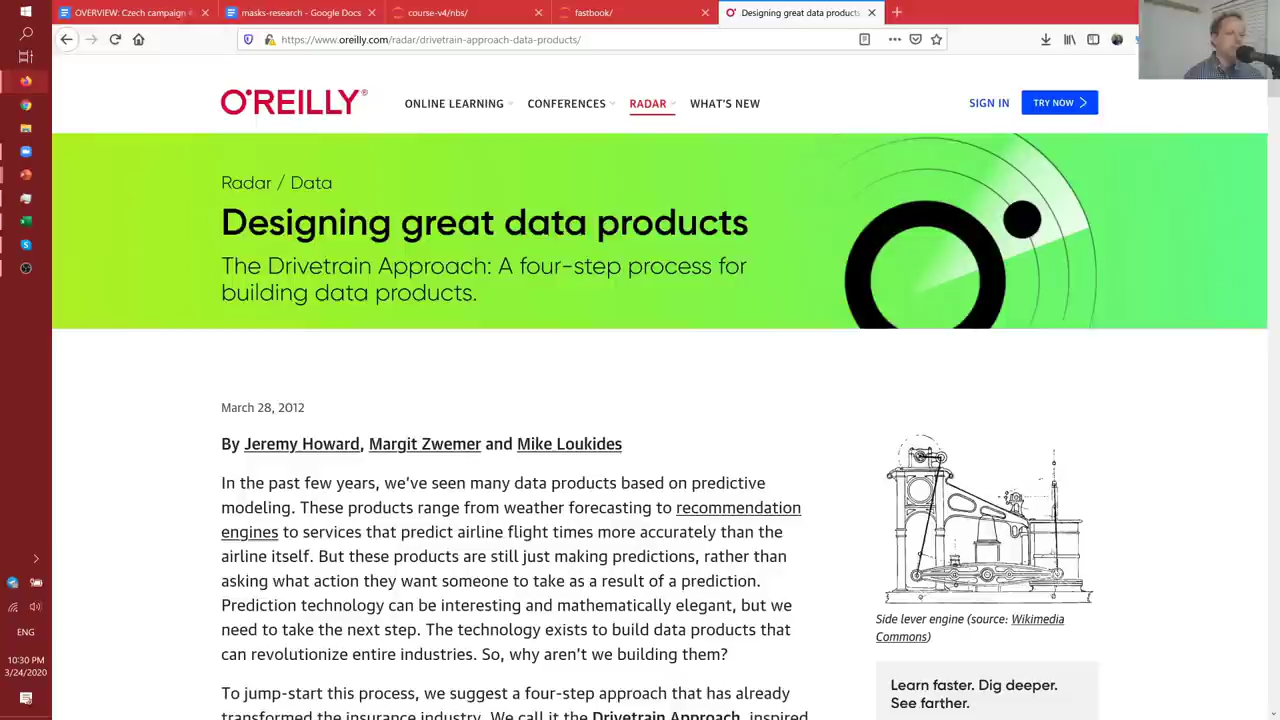 OVERVIEW: Czech campaign
masks-research - Google Docs
course-v4/nbs/
fastbook/
Designing great data products
https://www.oreilly.com/radar/drivetrain-approach-data-products/
O'REILLY®
ONLINE LEARNING
CONFERENCES
RADAR
WHAT'S NEW
SIGN IN
TRY NOW
Radar / Data
Designing great data products
The Drivetrain Approach: A four-step process for
building data products.
March 28, 2012
By Jeremy Howard, Margit Zwemer and Mike Loukides
In the past few years, we've seen many data products based on predictive
modeling. These products range from weather forecasting to recommendation
engines to services that predict airline flight times more accurately than the
airline itself. But these products are still just making predictions, rather than
asking what action they want someone to take as a result of a prediction.
Prediction technology can be interesting and mathematically elegant, but we
need to take the next step. The technology exists to build data products that
can revolutionize entire industries. So, why aren't we building them?
To jump-start this process, we suggest a four-step approach that has already
transformed the insurance industry. We call it the Drivetrain Approach, inspired
Side lever engine (source: Wikimedia
Commons)
Learn faster. Dig deeper.
See farther.
ENG
10:30 PM
3/24/2020